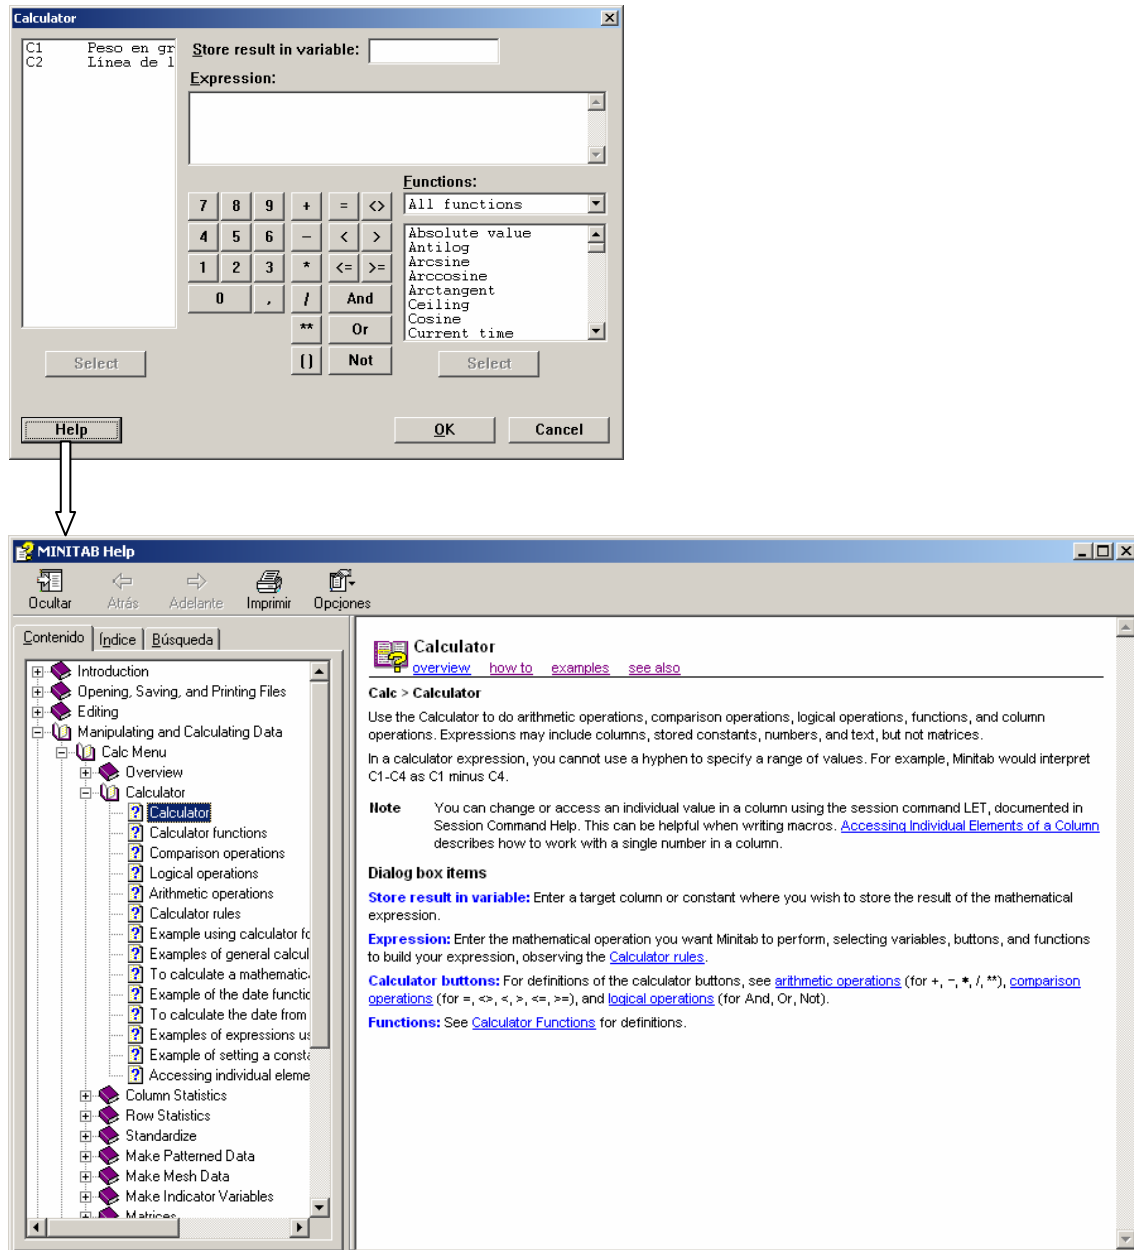 Calculator
C1 Peso en gr
C2 Línea de l
Store result in variable:
Expression:
Functions:
All functions
7 8 9 + = <>
4 5 6 − < >
1 2 3 * <= >=
0 , / And
** Or
() Not
Absolute value
Antilog
Arcsine
Arccosine
Arctangent
Ceiling
Cosine
Current time
Select
Select
Help
OK
Cancel
MINITAB Help
Ocultar
Atrás
Adelante
Imprimir
Opciones
Contenido
Índice
Búsqueda
Introduction
Opening, Saving, and Printing Files
Editing
Manipulating and Calculating Data
Calc Menu
Overview
Calculator
Calculator
Calculator functions
Comparison operations
Logical operations
Arithmetic operations
Calculator rules
Example using calculator fo
Examples of general calcul
To calculate a mathematic
Example of the date functio
To calculate the date from
Examples of expressions us
Example of setting a consta
Accessing individual eleme
Column Statistics
Row Statistics
Standardize
Make Patterned Data
Make Mesh Data
Make Indicator Variables
Matrices
Calculator
overview how to examples see also
Calc > Calculator
Use the Calculator to do arithmetic operations, comparison operations, logical operations, functions, and column
operations. Expressions may include columns, stored constants, numbers, and text, but not matrices.
In a calculator expression, you cannot use a hyphen to specify a range of values. For example, Minitab would interpret
C1-C4 as C1 minus C4.
Note You can change or access an individual value in a column using the session command LET, documented in
Session Command Help. This can be helpful when writing macros. Accessing Individual Elements of a Column
describes how to work with a single number in a column.
Dialog box items
Store result in variable: Enter a target column or constant where you wish to store the result of the mathematical
expression.
Expression: Enter the mathematical operation you want Minitab to perform, selecting variables, buttons, and functions
to build your expression, observing the Calculator rules.
Calculator buttons: For definitions of the calculator buttons, see arithmetic operations (for +, −, *, /, **), comparison
operations (for =, <>, <, >, <=, >=), and logical operations (for And, Or, Not).
Functions: See Calculator Functions for definitions.